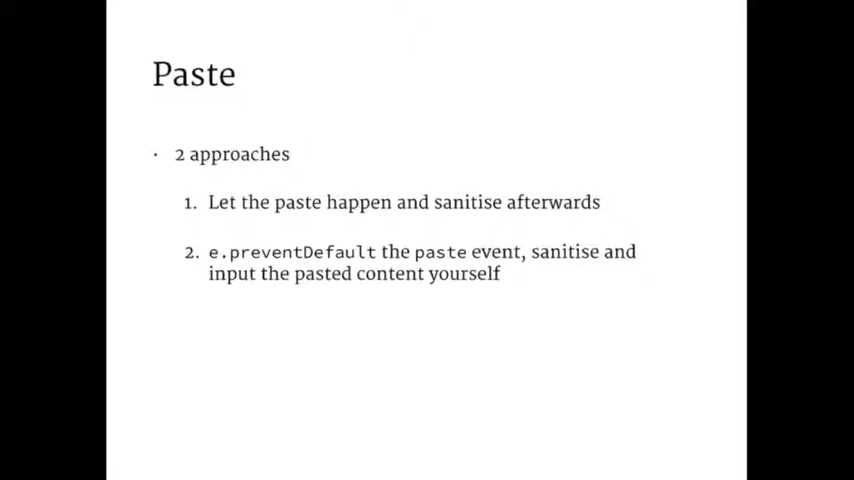 Paste
· 2 approaches
1. Let the paste happen and sanitise afterwards
2. e.preventDefault the paste event, sanitise and
input the pasted content yourself